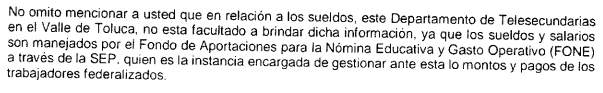 No omito mencionar a usted que en relación a los sueldos, este Departamento de Telesecundarias
en el Valle de Toluca, no esta facultado a brindar dicha información, ya que los sueldos y salarios
son manejados por el Fondo de Aportaciones para la Nómina Educativa y Gasto Operativo (FONE)
a través de la SEP, quien es la instancia encargada de gestionar ante esta lo montos y pagos de los
trabajadores federalizados.